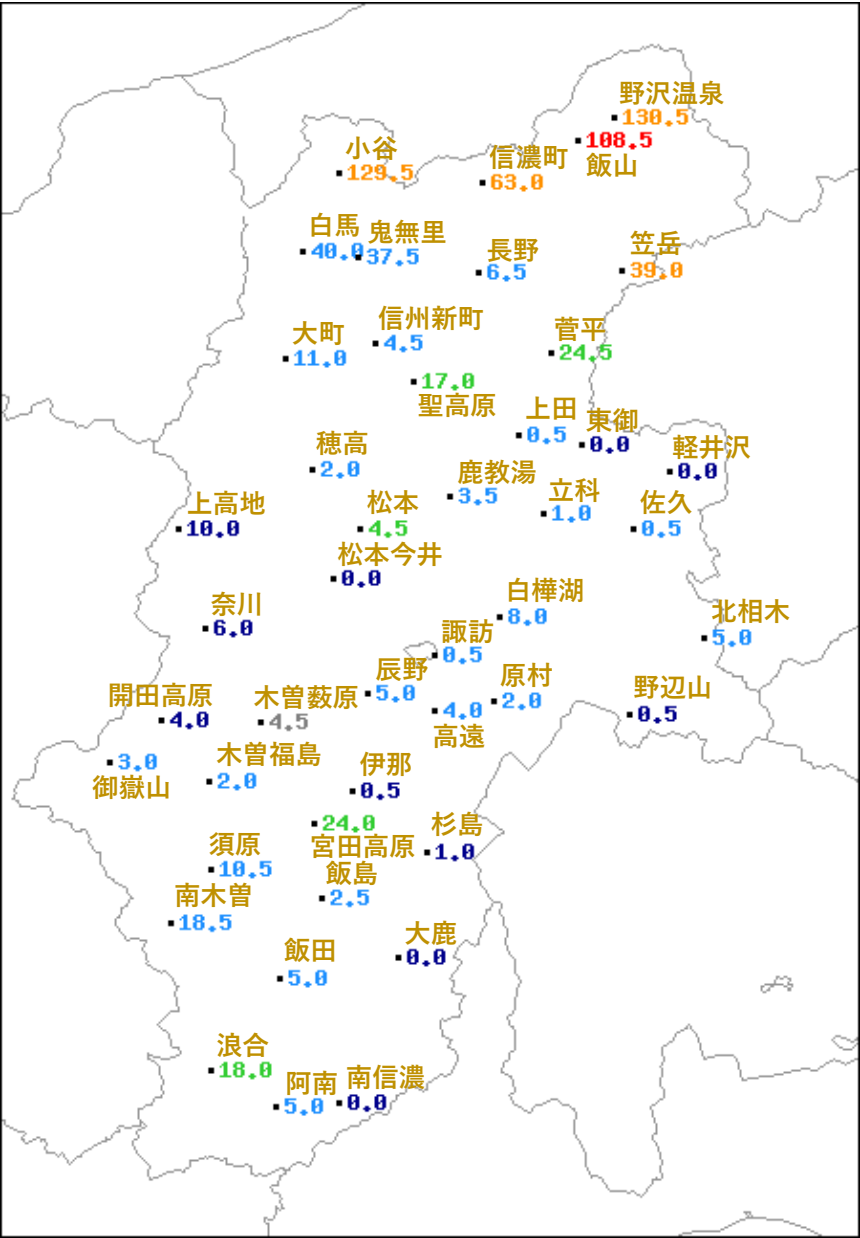 野沢温泉
130.5
108.5
飯山
小谷
129.5
信濃町
63.0
白馬
40.0
鬼無里
37.5
長野
6.5
笠岳
39.0
大町
11.0
信州新町
4.5
菅平
24.5
17.0
聖高原
上田
0.5
東御
0.0
軽井沢
0.0
穂高
2.0
鹿教湯
3.5
立科
1.0
佐久
0.5
上高地
10.0
松本
4.5
松本今井
0.0
奈川
6.0
白樺湖
8.0
北相木
5.0
諏訪
0.5
辰野
5.0
原村
2.0
野辺山
0.5
開田高原
4.0
木曽薮原
4.5
4.0
高遠
3.0
御嶽山
木曽福島
2.0
伊那
0.5
24.0
宮田高原
杉島
1.0
須原
10.5
飯島
2.5
南木曽
18.5
大鹿
0.0
飯田
5.0
浪合
18.0
阿南
5.0
南信濃
0.0